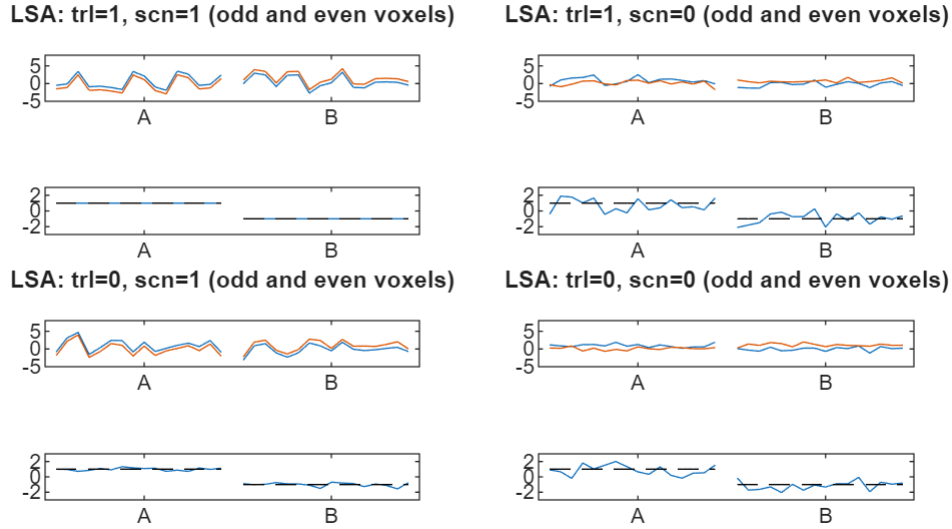 LSA: trl=1, scn=1 (odd and even voxels)
5
0
-5
A
B
2
0
-2
A
B
LSA: trl=1, scn=0 (odd and even voxels)
5
0
-5
A
B
2
0
-2
A
B
LSA: trl=0, scn=1 (odd and even voxels)
5
0
-5
A
B
2
0
-2
A
B
LSA: trl=0, scn=0 (odd and even voxels)
5
0
-5
A
B
2
0
-2
A
B